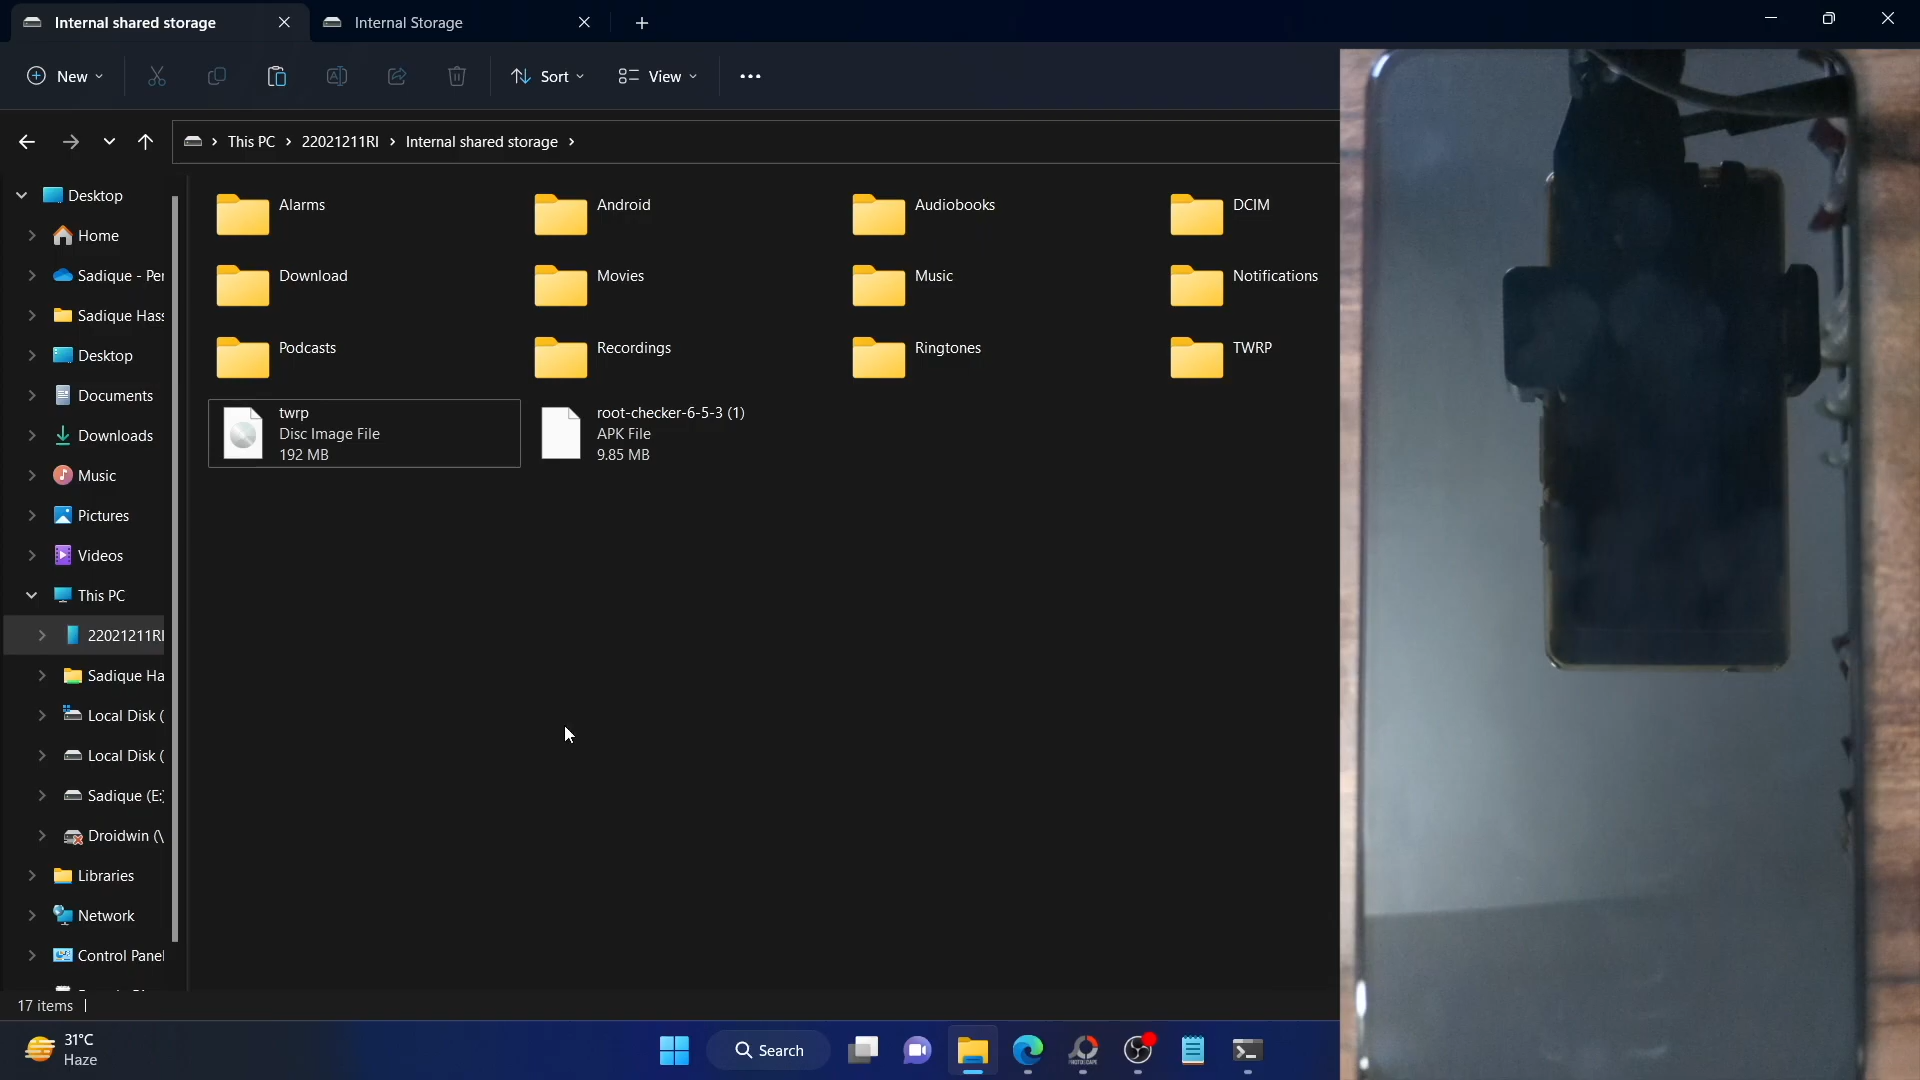 Internal shared storage
Internal Storage
New
Sort
View
This PC
22021211RI
Internal shared storage
Desktop
Home
Sadique - Per
Sadique Hass
Desktop
Documents
Downloads
Music
Pictures
Videos
This PC
22021211RI
Sadique Ha
Local Disk (
Local Disk (
Sadique (E:)
Droidwin (\
Libraries
Network
Control Panel
Alarms
Android
Audiobooks
DCIM
Download
Movies
Music
Notifications
Podcasts
Recordings
Ringtones
TWRP
twrp
Disc Image File
192 MB
root-checker-6-5-3 (1)
APK File
9.85 MB
17 items
31°C
Haze
Search